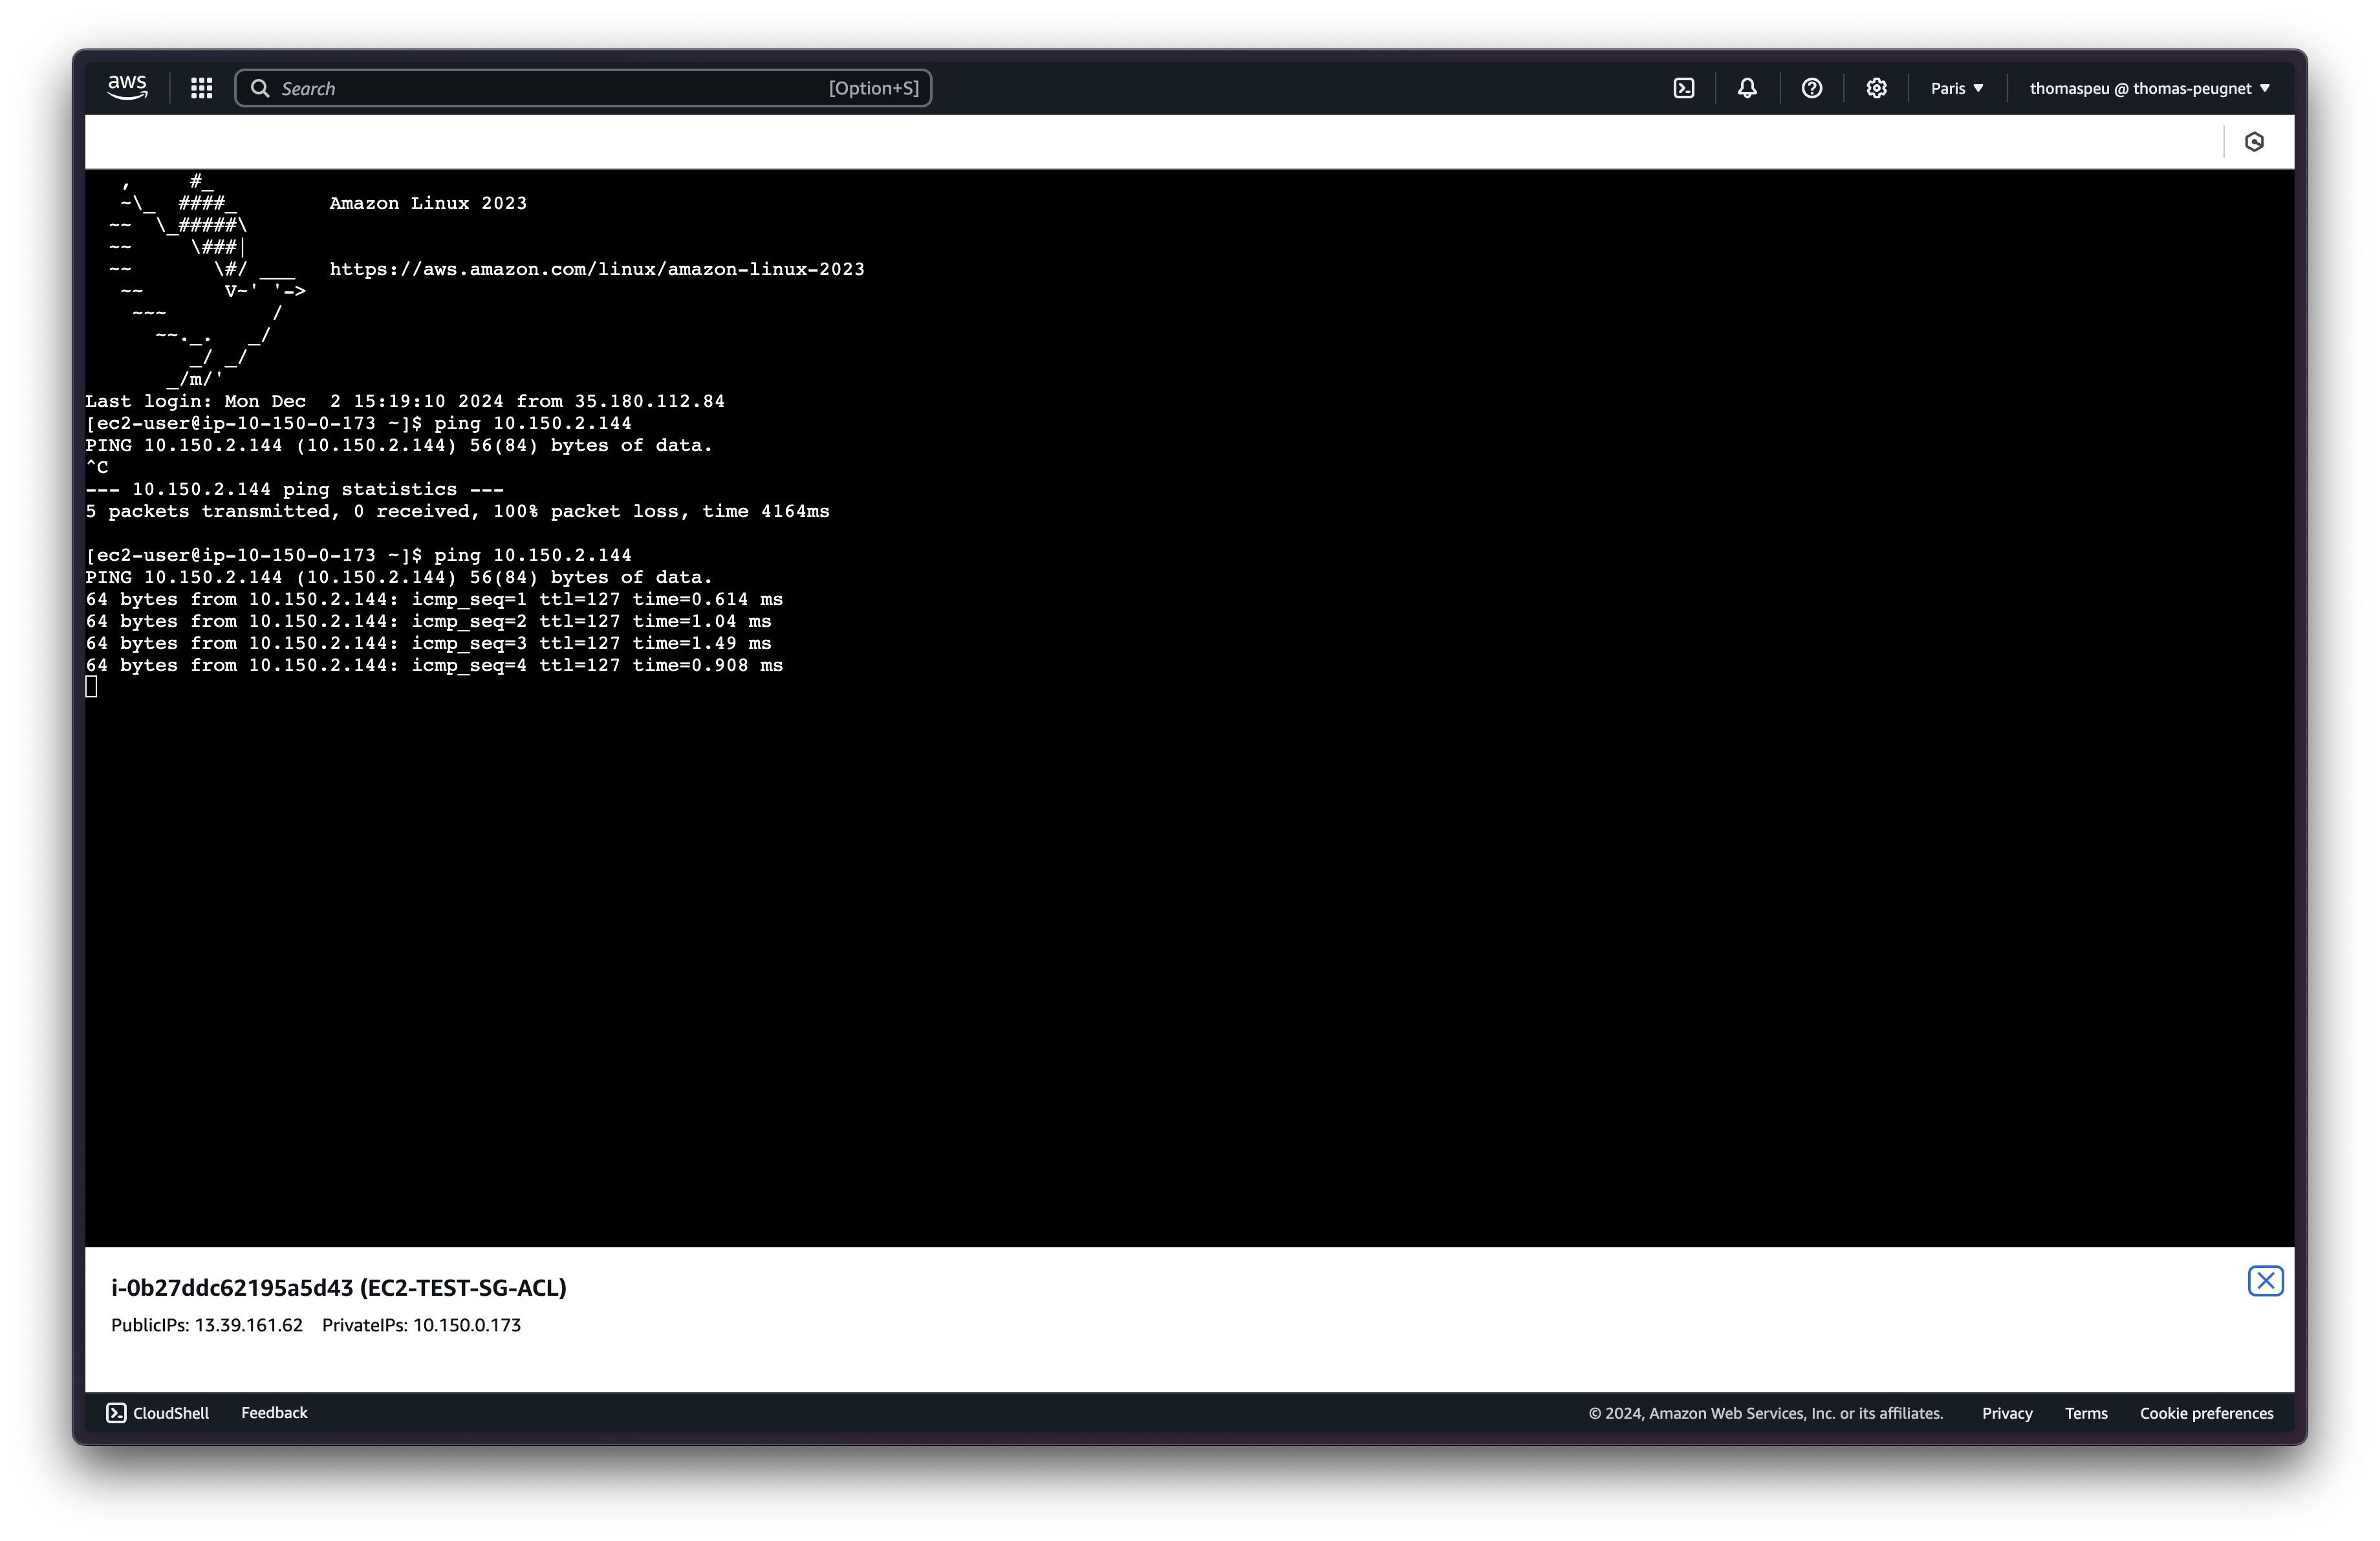 aws
Search [Option+S]
Paris
thomaspeu @ thomas-peugnet
   ,     #_
   ~\_  ####_        Amazon Linux 2023
  ~~  \_#####\
  ~~     \###|
  ~~       \#/ ___   https://aws.amazon.com/linux/amazon-linux-2023
   ~~       V~' '->
    ~~~         /
      ~~._.   _/
         _/ _/
       _/m/'
Last login: Mon Dec  2 15:19:10 2024 from 35.180.112.84
[ec2-user@ip-10-150-0-173 ~]$ ping 10.150.2.144
PING 10.150.2.144 (10.150.2.144) 56(84) bytes of data.
^C
--- 10.150.2.144 ping statistics ---
5 packets transmitted, 0 received, 100% packet loss, time 4164ms
[ec2-user@ip-10-150-0-173 ~]$ ping 10.150.2.144
PING 10.150.2.144 (10.150.2.144) 56(84) bytes of data.
64 bytes from 10.150.2.144: icmp_seq=1 ttl=127 time=0.614 ms
64 bytes from 10.150.2.144: icmp_seq=2 ttl=127 time=1.04 ms
64 bytes from 10.150.2.144: icmp_seq=3 ttl=127 time=1.49 ms
64 bytes from 10.150.2.144: icmp_seq=4 ttl=127 time=0.908 ms
i-0b27ddc62195a5d43 (EC2-TEST-SG-ACL)
PublicIPs: 13.39.161.62 PrivateIPs: 10.150.0.173
CloudShell Feedback © 2024, Amazon Web Services, Inc. or its affiliates. Privacy Terms Cookie preferences